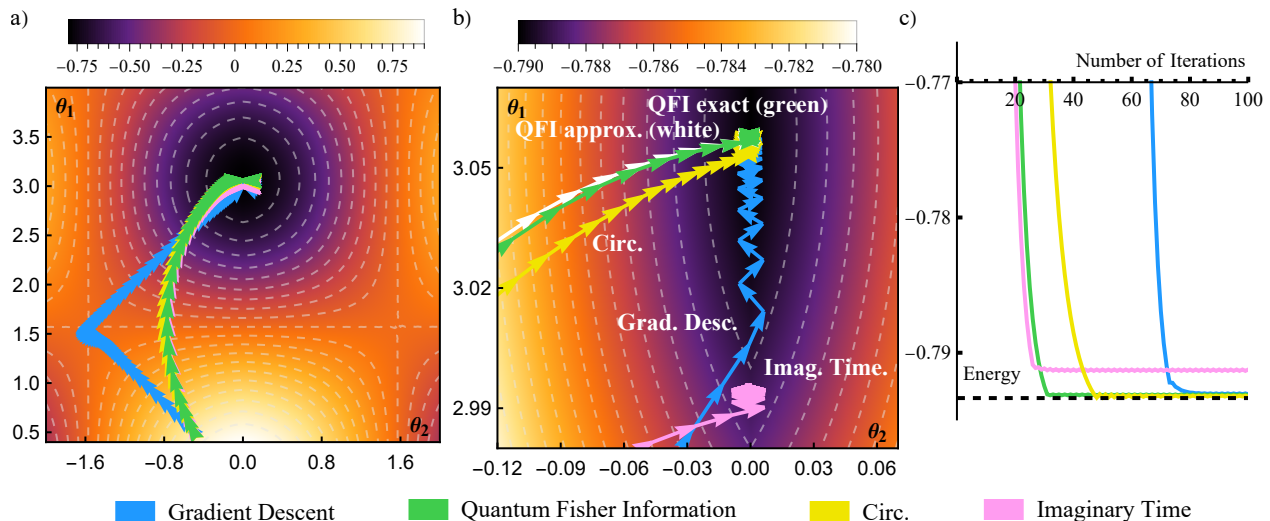 a)
−0.75 −0.50 −0.25 0 0.25 0.50 0.75
θ1
3.5
3.0
2.5
2.0
1.5
1.0
0.5
0.4
θ2
−1.6 −0.8 0.0 0.8 1.6
b)
−0.790 −0.788 −0.786 −0.784 −0.782 −0.780
θ1
QFI exact (green)
QFI approx. (white)
3.05
Circ.
3.02
Grad. Desc.
Imag. Time.
2.99
θ2
−0.12 −0.09 −0.06 −0.03 0.00 0.03 0.06
c)
−0.77
Number of Iterations
20 40 60 80 100
−0.78
−0.79
Energy
Gradient Descent
Quantum Fisher Information
Circ.
Imaginary Time